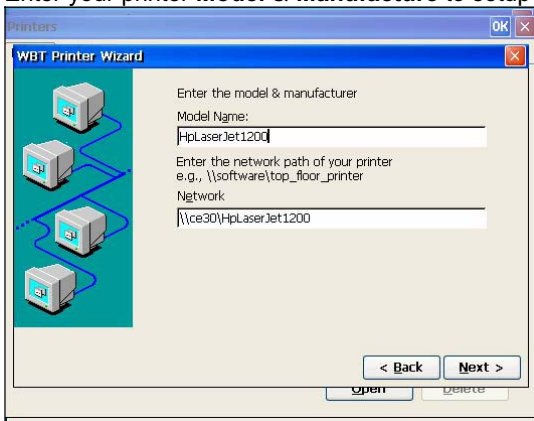 Enter your printer Model & Manufacture to setup
Printers
OK
WBT Printer Wizard
Enter the model & manufacturer
Model Name:
HpLaserJet1200
Enter the network path of your printer
e.g., \\software\top_floor_printer
Network
\\ce30\HpLaserJet1200
< Back
Next >
Open
Delete